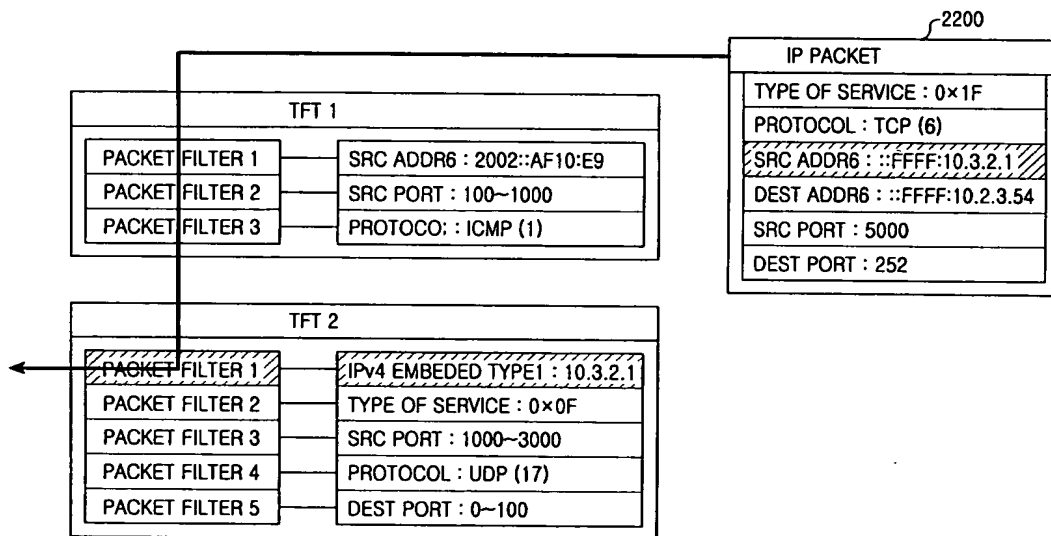 2200
IP PACKET
TYPE OF SERVICE : 0×1F
PROTOCOL : TCP (6)
SRC ADDR6 : ::FFFF:10.3.2.1
DEST ADDR6 : ::FFFF:10.2.3.54
SRC PORT : 5000
DEST PORT : 252
TFT 1
PACKET FILTER 1 SRC ADDR6 : 2002::AF10:E9
PACKET FILTER 2 SRC PORT : 100~1000
PACKET FILTER 3 PROTOCO: : ICMP (1)
TFT 2
PACKET FILTER 1 IPv4 EMBEDED TYPE1 : 10.3.2.1
PACKET FILTER 2 TYPE OF SERVICE : 0×0F
PACKET FILTER 3 SRC PORT : 1000~3000
PACKET FILTER 4 PROTOCOL : UDP (17)
PACKET FILTER 5 DEST PORT : 0~100